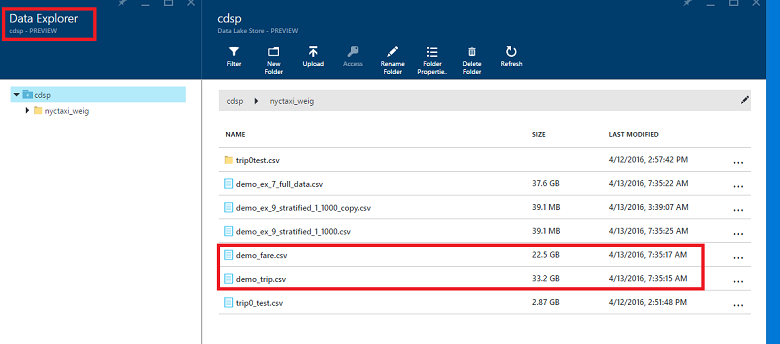 Data Explorer
cdsp - PREVIEW
cdsp
nyctaxi_weig
cdsp
Data Lake Store - PREVIEW
Filter
New Folder
Upload
Access
Rename Folder
Folder Propertie..
Delete Folder
Refresh
cdsp nyctaxi_weig
NAME SIZE LAST MODIFIED
trip0test.csv 4/12/2016, 2:57:42 PM ...
demo_ex_7_full_data.csv 37.6 GB 4/13/2016, 7:35:22 AM ...
demo_ex_9_stratified_1_1000_copy.csv 39.1 MB 4/13/2016, 3:39:07 AM ...
demo_ex_9_stratified_1_1000.csv 39.1 MB 4/13/2016, 7:35:25 AM ...
demo_fare.csv 22.5 GB 4/13/2016, 7:35:17 AM ...
demo_trip.csv 33.2 GB 4/13/2016, 7:35:15 AM ...
trip0_test.csv 2.87 GB 4/12/2016, 2:51:48 PM ...